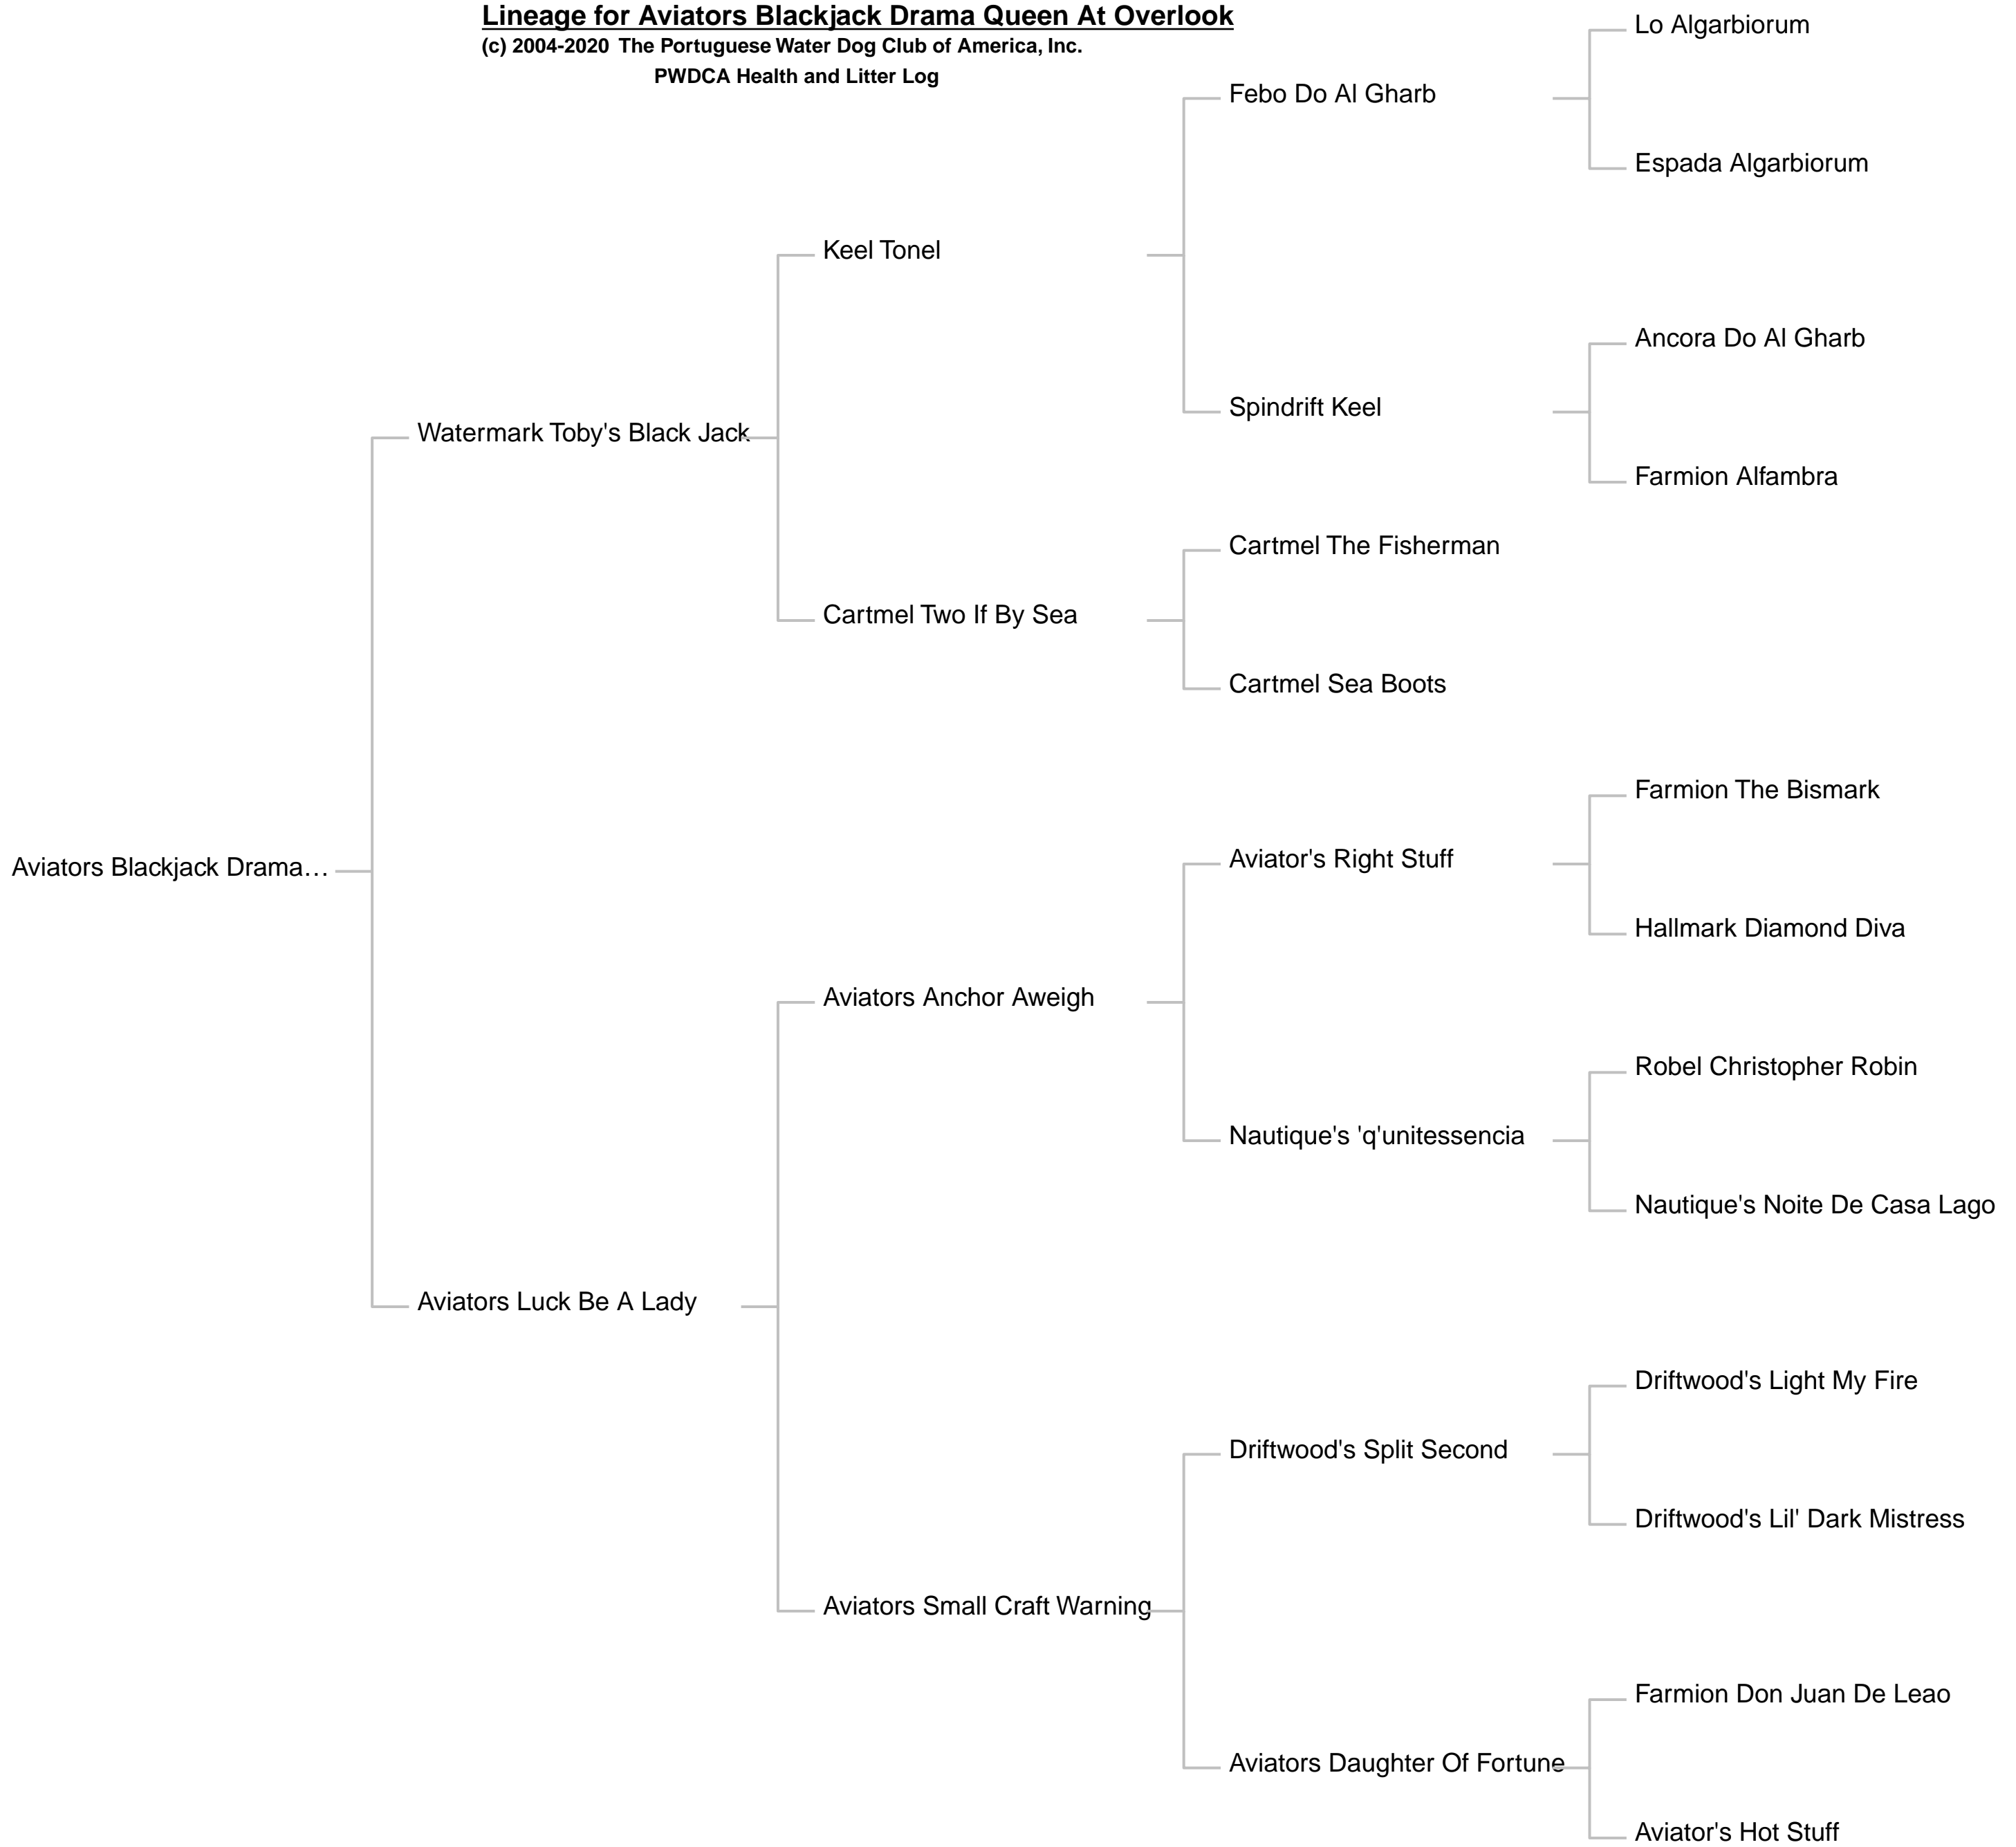 Lineage for Aviators Blackjack Drama Queen At Overlook
(c) 2004-2020 The Portuguese Water Dog Club of America, Inc.
PWDCA Health and Litter Log
Lo Algarbiorum
Febo Do Al Gharb
Espada Algarbiorum
Keel Tonel
Ancora Do Al Gharb
Spindrift Keel
Watermark Toby's Black Jack
Farmion Alfambra
Cartmel The Fisherman
Cartmel Two If By Sea
Cartmel Sea Boots
Farmion The Bismark
Aviator's Right Stuff
Aviators Blackjack Drama…
Hallmark Diamond Diva
Aviators Anchor Aweigh
Robel Christopher Robin
Nautique's 'q'unitessencia
Nautique's Noite De Casa Lago
Aviators Luck Be A Lady
Driftwood's Light My Fire
Driftwood's Split Second
Driftwood's Lil' Dark Mistress
Aviators Small Craft Warning
Farmion Don Juan De Leao
Aviators Daughter Of Fortune
Aviator's Hot Stuff